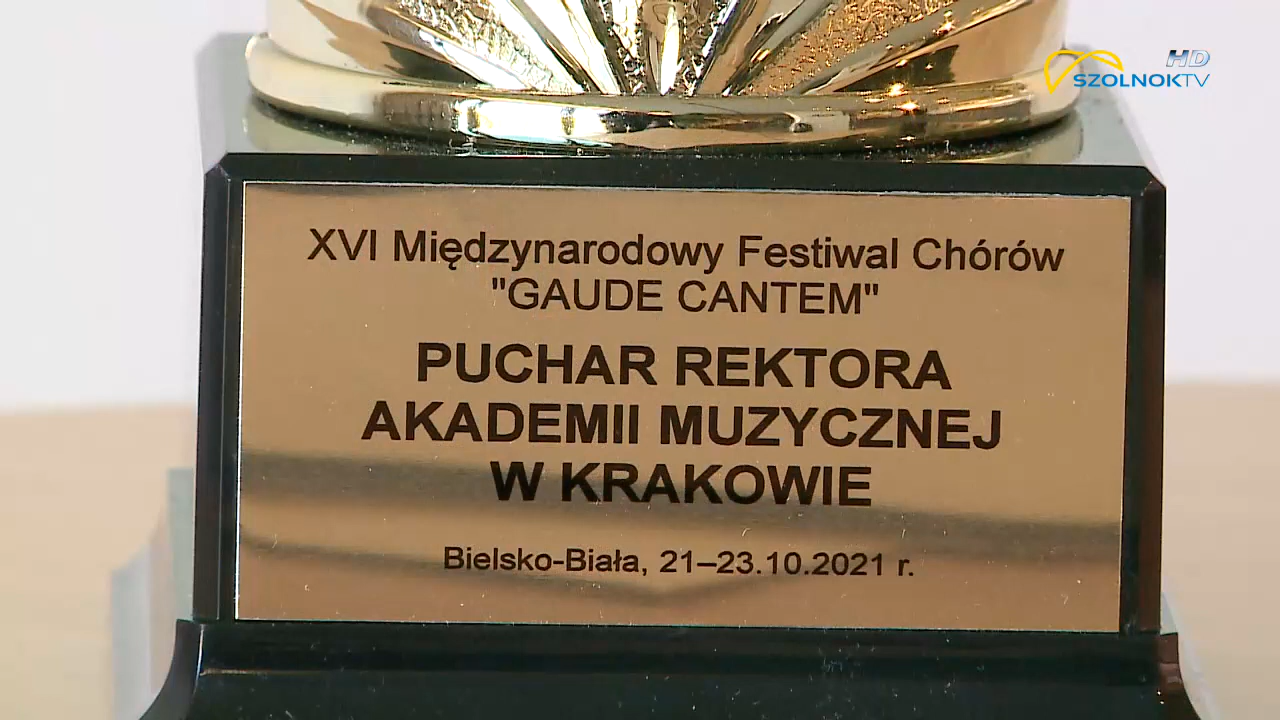 HD
SZOLNOKTV
XVI Międzynarodowy Festiwal Chórów
"GAUDE CANTEM"
PUCHAR REKTORA
AKADEMII MUZYCZNEJ
W KRAKOWIE
Bielsko-Biała, 21–23.10.2021 r.